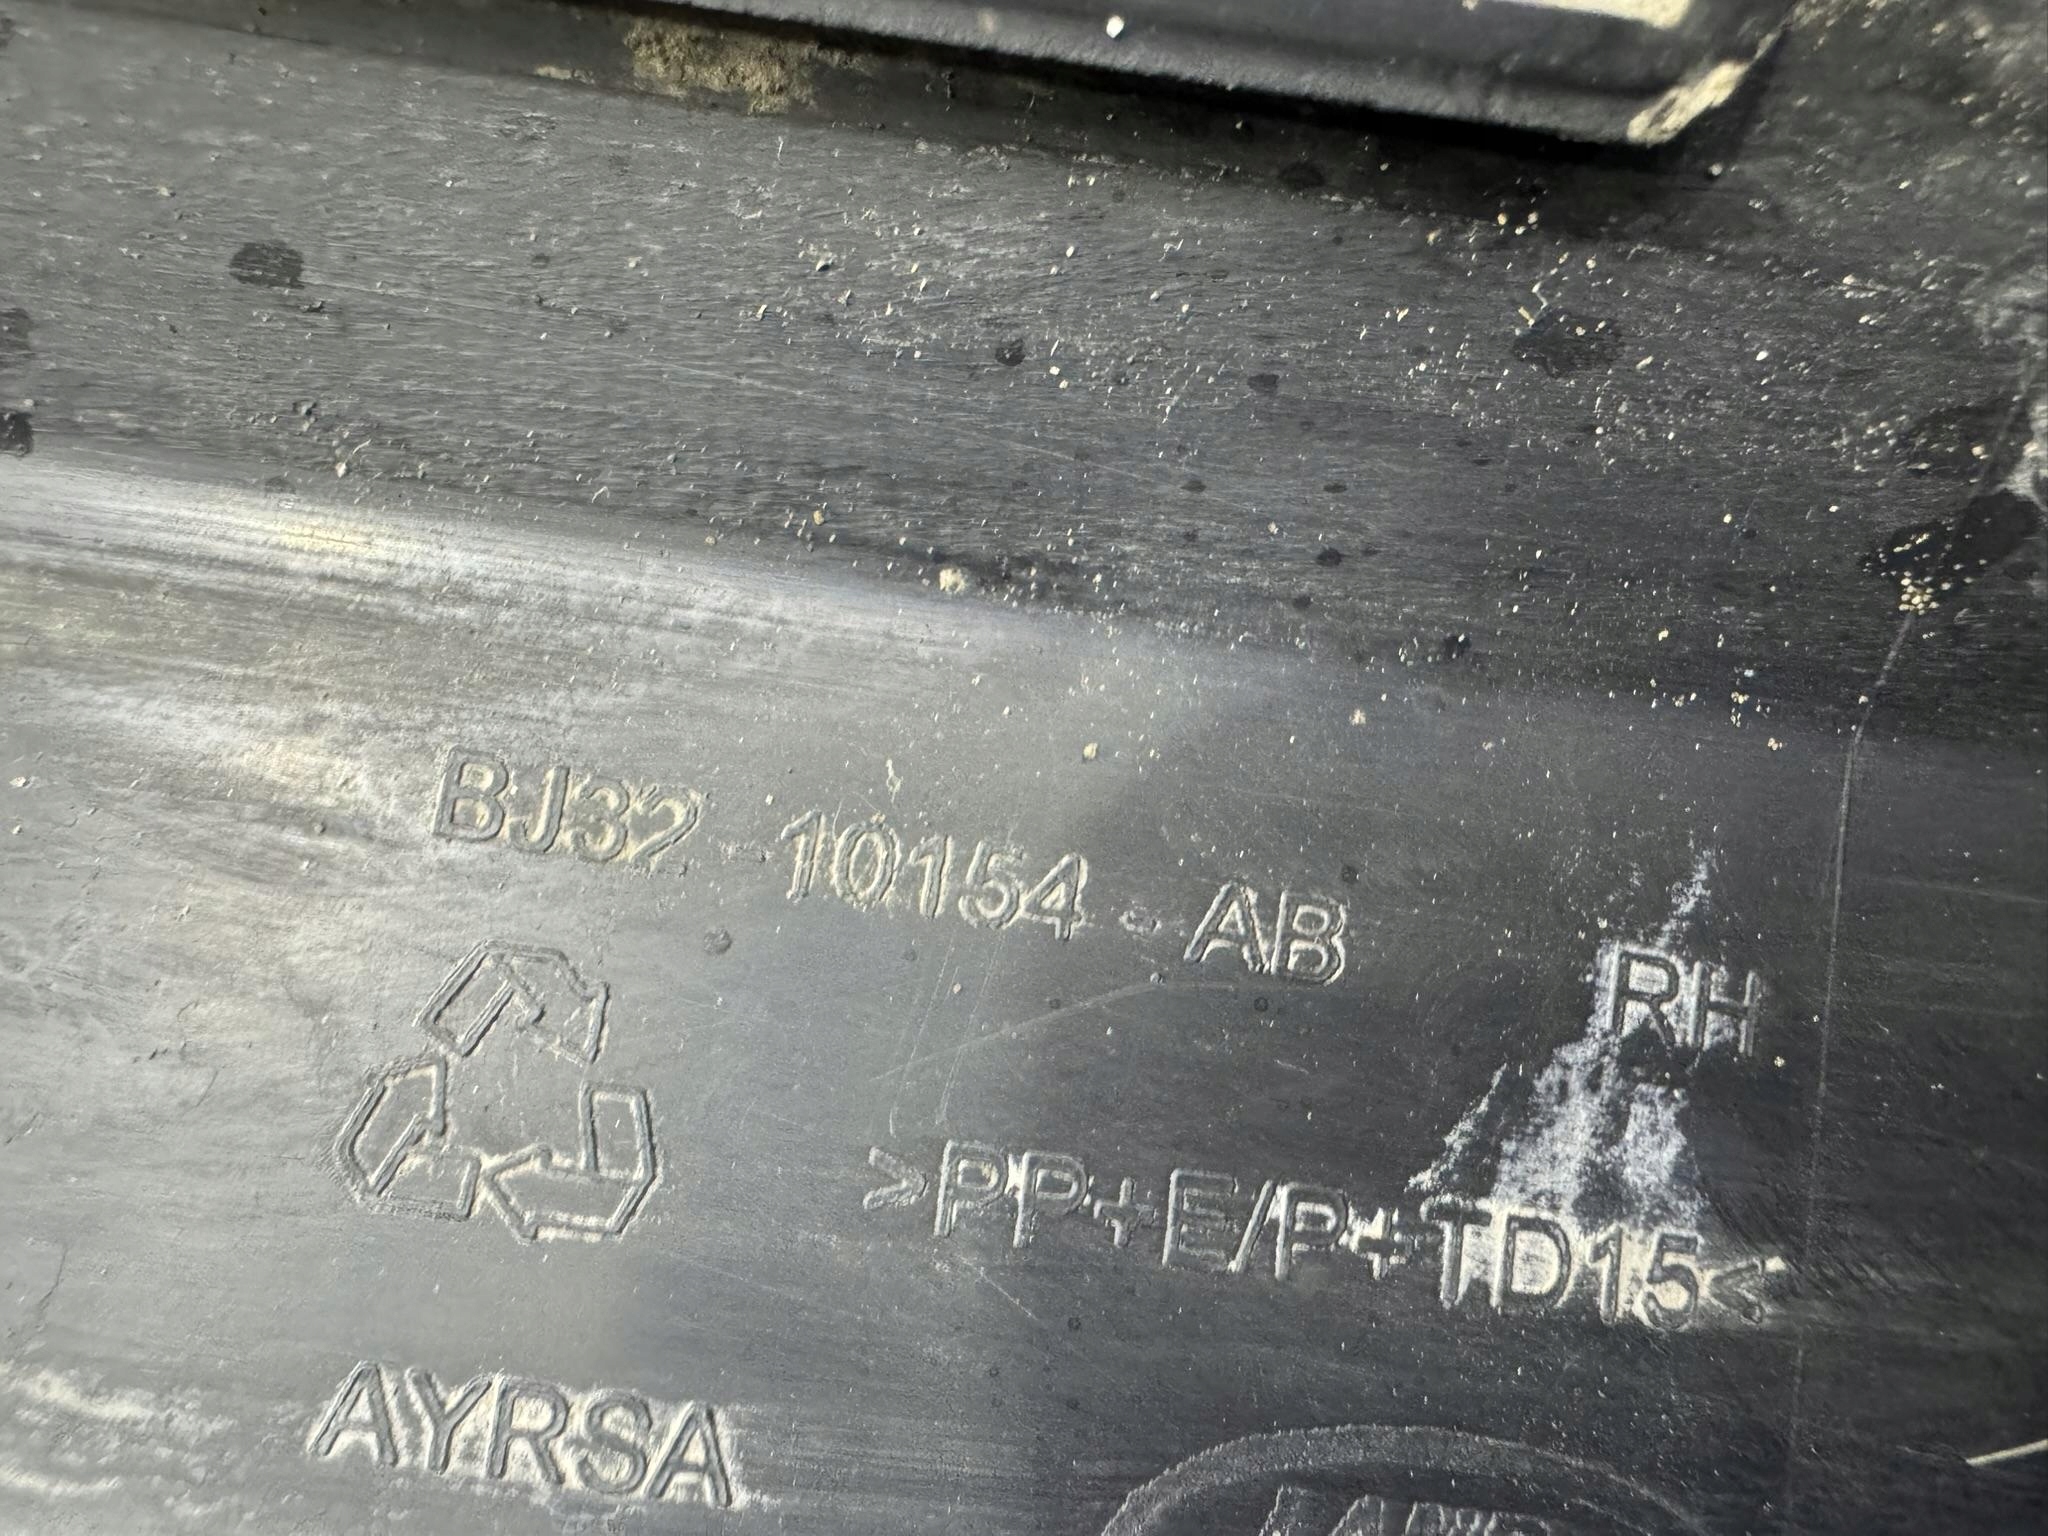 BJ32 10154 - AB
RH
>PP+E/P+TD15<
AYRSA